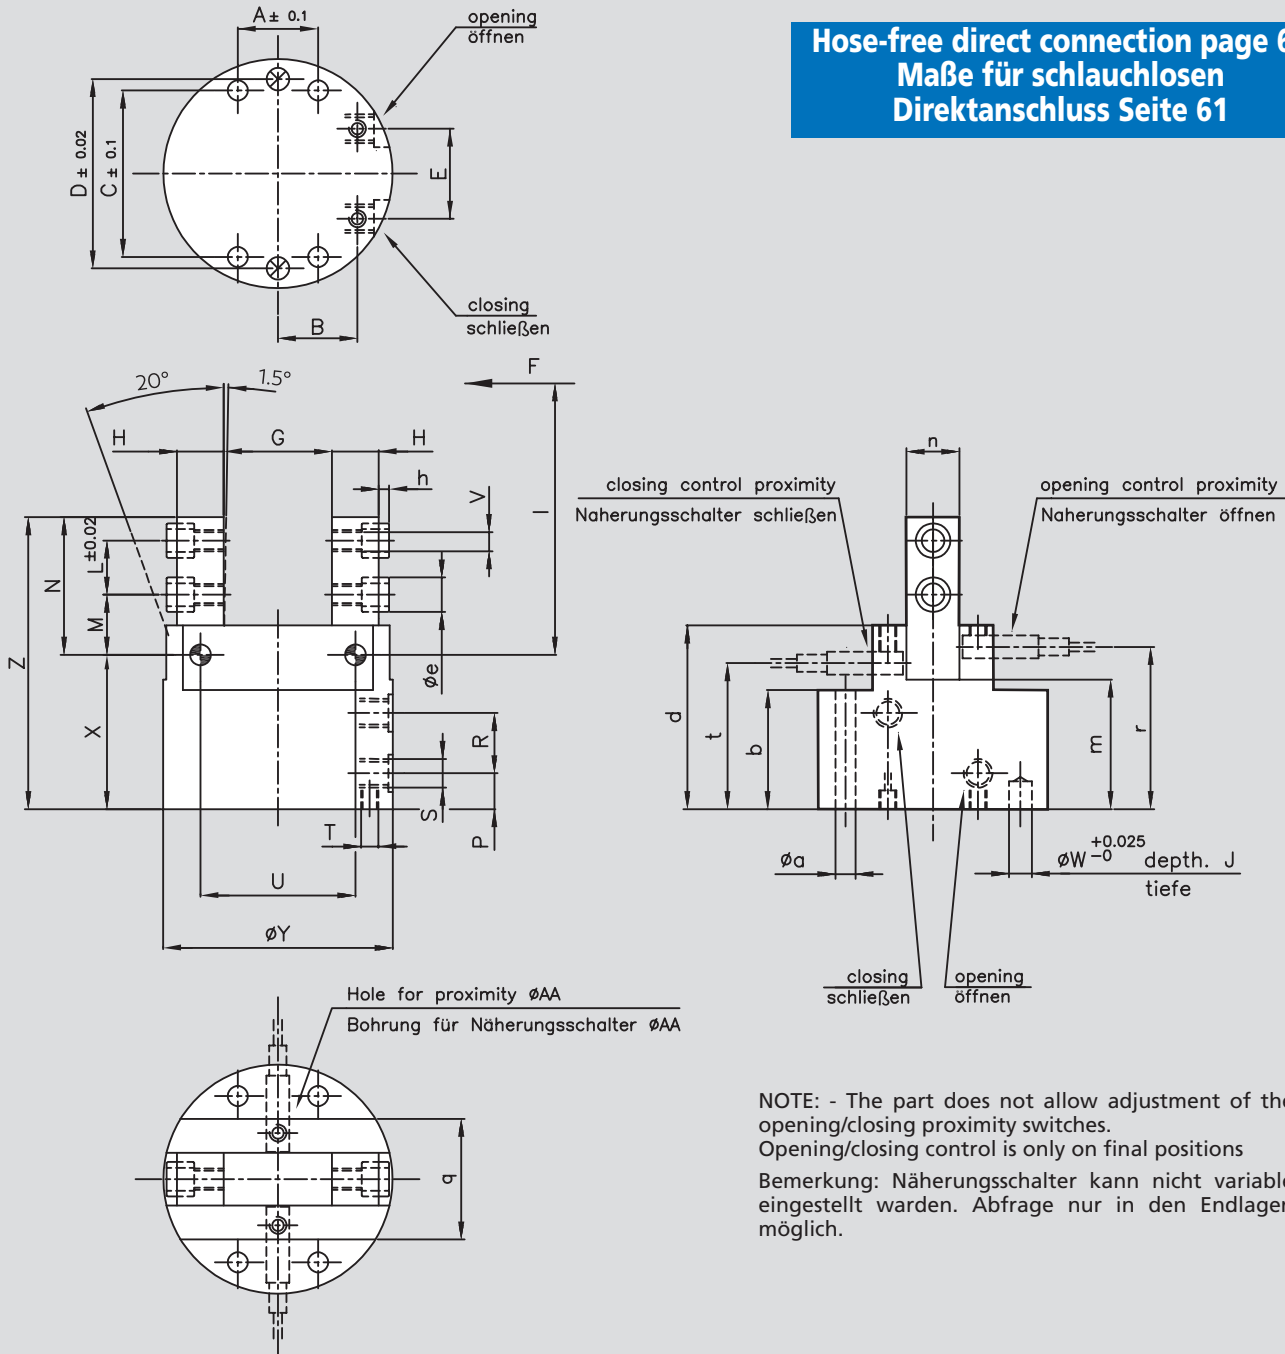 Hose-free direct connection page 6
Maße für schlauchlosen
Direktanschluss Seite 61
A ± 0.1
opening
öffnen
D ± 0.02
C ± 0.1
E
B
closing
schließen
20°
1.5°
F
H
G
H
h
V
I
L ±0.02
N
M
Z
X
øe
R
S
P
T
U
øY
closing control proximity
Naherungsschalter schließen
n
opening control proximity
Naherungsschalter öffnen
d
t
b
m
r
øa
øW +0.025 -0 depth. J
tiefe
closing
schließen
opening
öffnen
Hole for proximity øAA
Bohrung für Näherungsschalter øAA
q
NOTE: - The part does not allow adjustment of the
opening/closing proximity switches.
Opening/closing control is only on final positions
Bemerkung: Näherungsschalter kann nicht variable
eingestellt warden. Abfrage nur in den Endlagen
möglich.